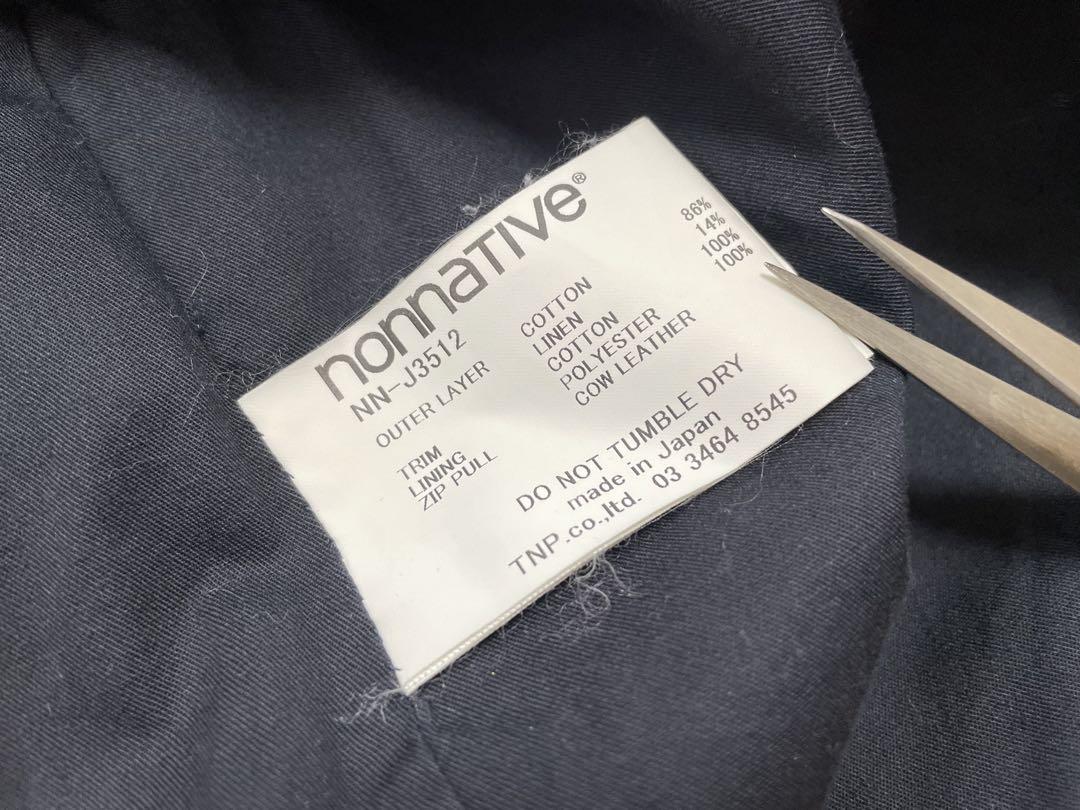 nonnative®
NN-J3512
OUTER LAYER COTTON 86%
LINEN 14%
TRIM COTTON 100%
LINING POLYESTER 100%
ZIP PULL COW LEATHER
DO NOT TUMBLE DRY
made in Japan
TNP.co.,ltd. 03 3464 8545